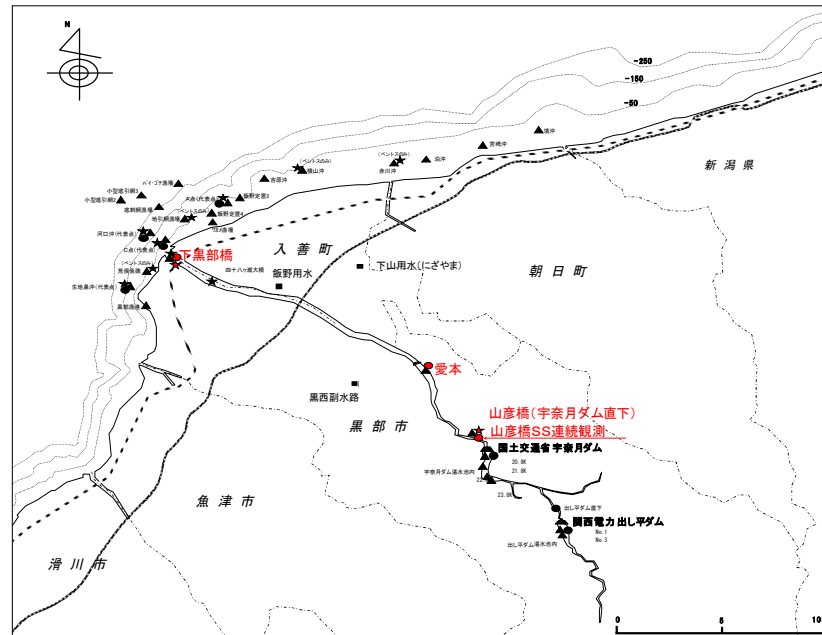 N
-250
-150
-50
境沖
宮崎沖
泊沖
(ベントスのみ)
赤川沖
(ベントスのみ)
横山沖
吉原沖
新潟県
バイ・ゴチ漁場
小型底引網3
小型底引網2
底刺網漁場
A点(代表点)
飯野定置2
(ベントスのみ)
地引網漁場
飯野定置4
ワカメ漁場
河口沖(代表点)
C点(代表点)
下黒部橋
(ベントスのみ)
荒俣魚礁
生地鼻沖(代表点)
黒部漁港
四十八ヶ瀬大橋
入善町
飯野用水
下山用水(にざやま)
朝日町
愛本
黒西副水路
黒部市
山彦橋(宇奈月ダム直下)
山彦橋SS連続観測
国土交通省 宇奈月ダム
20.8K
21.8K
宇奈月ダム湛水池内
23.8K
魚津市
出し平ダム直下
関西電力 出し平ダム
No.1
No.3
出し平ダム湛水池内
滑川市
0 5 10